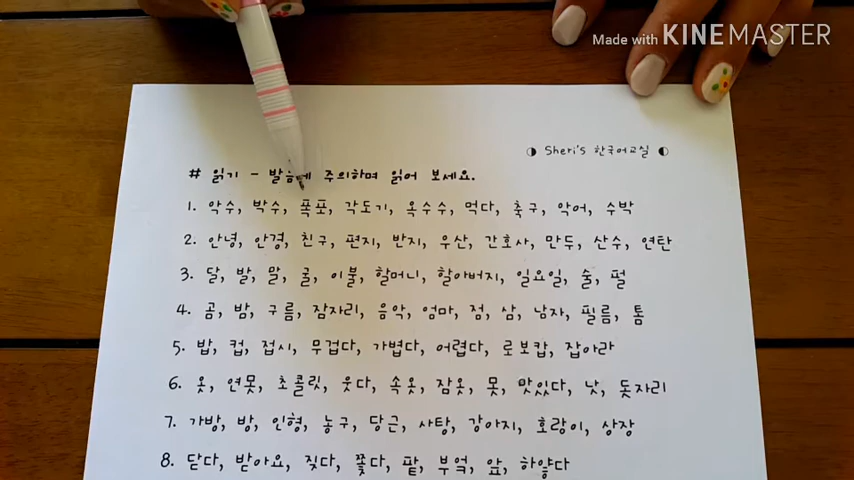 Made with KINEMASTER
◑ Sheri's 한국어교실 ◐
# 읽기 - 발음에 주의하며 읽어 보세요.
1. 악수, 박수, 폭포, 각도기, 옥수수, 먹다, 축구, 악어, 수박
2. 안녕, 안경, 친구, 편지, 반지, 우산, 간호사, 만두, 산수, 연탄
3. 달, 발, 말, 굴, 이불, 할머니, 할아버지, 일요일, 술, 펄
4. 곰, 밤, 구름, 잠자리, 음악, 엄마, 점, 삼, 남자, 필름, 톰
5. 밥, 컵, 접시, 무겁다, 가볍다, 어렵다, 로보캅, 잡아라
6. 옷, 연못, 초콜릿, 웃다, 속옷, 잠옷, 못, 맛있다, 낫, 돗자리
7. 가방, 방, 인형, 농구, 당근, 사탕, 강아지, 호랑이, 상장
8. 닫다, 받아요, 짖다, 쫓다, 팥, 부엌, 앞, 하얗다